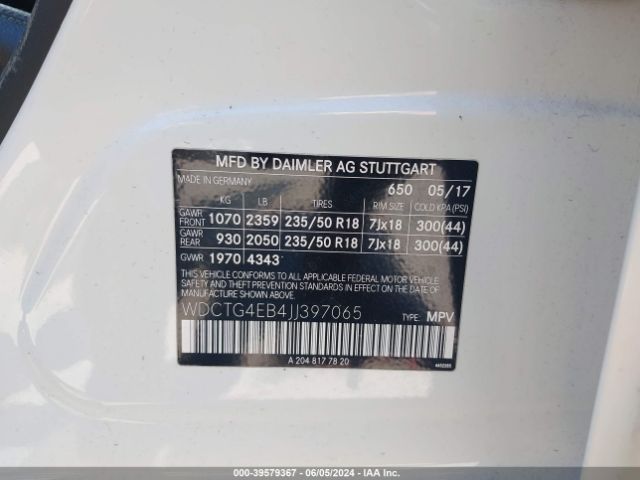 MFD BY DAIMLER AG STUTTGART
MADE IN GERMANY 650 05/17
KG LB TIRES RIM SIZE COLD KPA (PSI)
GAWR FRONT 1070 2359 235/50 R18 7Jx18 300(44)
GAWR REAR 930 2050 235/50 R18 7Jx18 300(44)
GVWR 1970 4343
THIS VEHICLE CONFORMS TO ALL APPLICABLE FEDERAL MOTOR VEHICLE
SAFETY AND THEFT PREVENTION STANDARDS IN EFFECT ON THE DATE OF
MANUFACTURE SHOWN ABOVE.
WDCTG4EB4JJ397065 TYPE: MPV
A 204 817 78 20
000-39579367 - 06/05/2024 - IAAI.COM